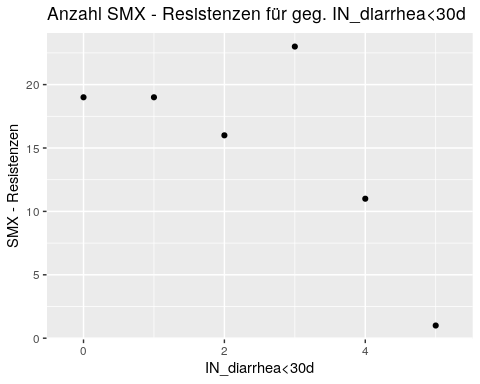 Anzahl SMX - Resistenzen für geg. IN_diarrhea<30d
SMX - Resistenzen
20
15
10
5
0
0 2 4
IN_diarrhea<30d